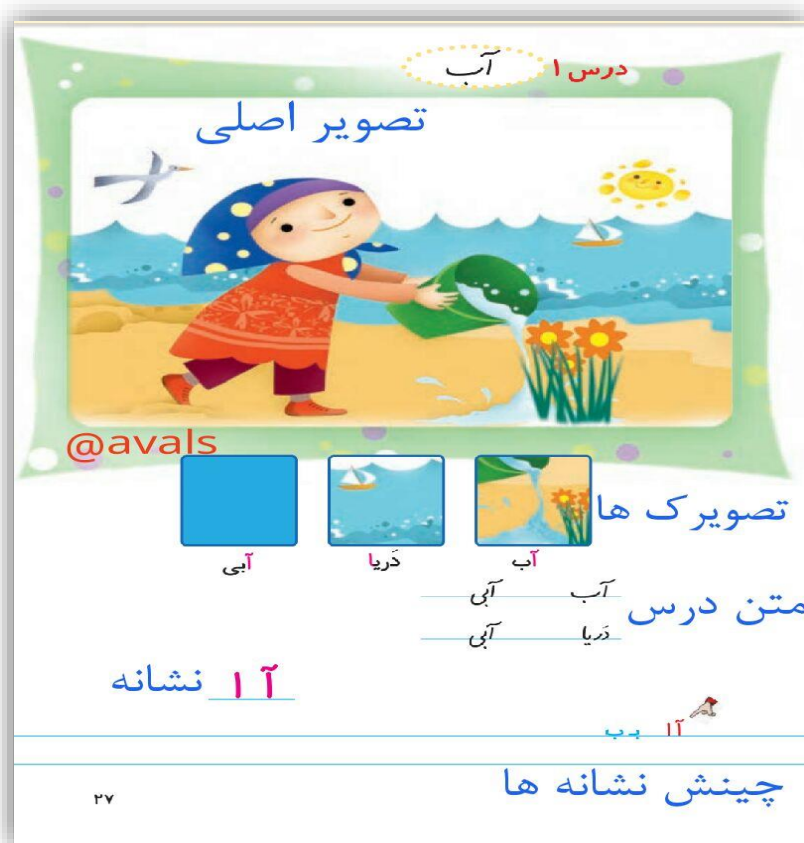 درس ۱ آب
تصویر اصلی
@avals
تصویرک ها
آب دَریا آبی
متن درس
آب آبی
دَریا آبی
آ ا نشانه
آ ا بـ ب
چینش نشانه ها
۲۷